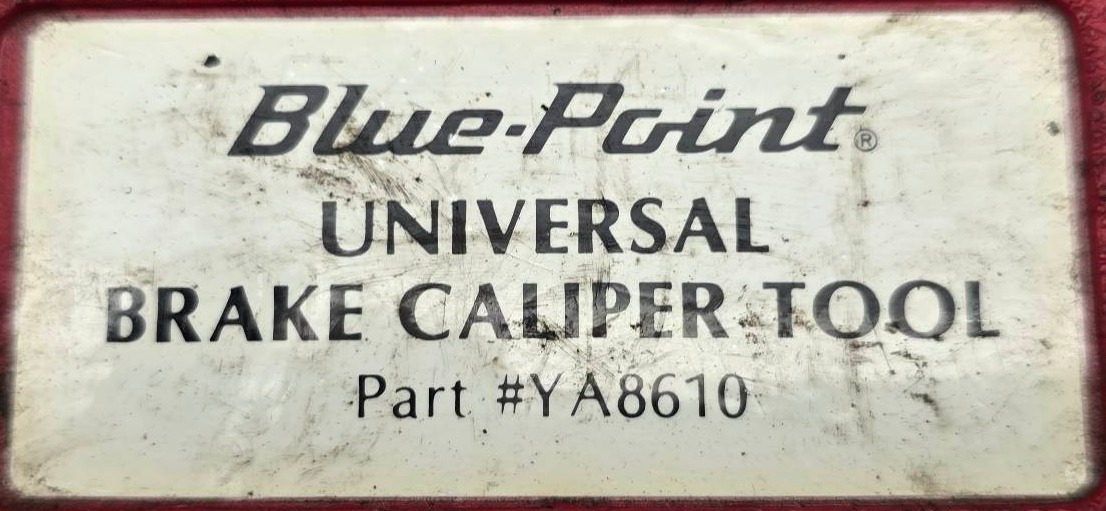 Blue-Point®
UNIVERSAL
BRAKE CALIPER TOOL
Part #YA8610